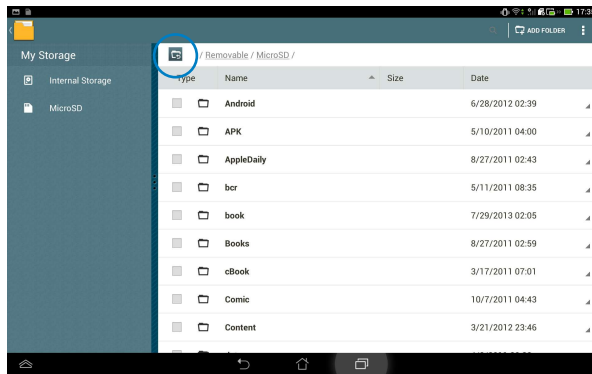 17:35
ADD FOLDER
My Storage
/ Removable / MicroSD /
Type Name Size Date
Internal Storage
MicroSD
Android 6/28/2012 02:39
APK 5/10/2011 04:00
AppleDaily 8/27/2011 02:43
bcr 5/11/2011 08:35
book 7/29/2013 02:05
Books 8/27/2011 02:59
cBook 3/17/2011 07:01
Comic 10/7/2011 04:43
Content 3/21/2012 23:46